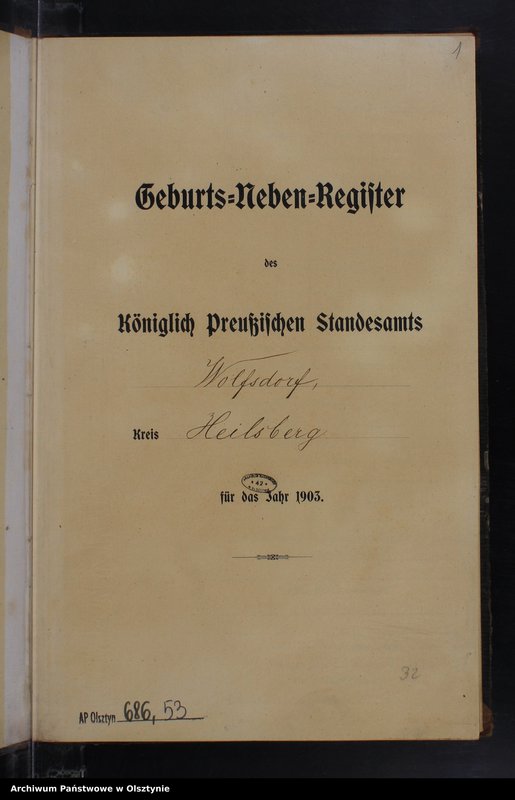 1
Geburts=Neben=Register
des
Königlich Preußischen Standesamts
Wolfsdorf,
Kreis Heilsberg
42
für das Jahr 1903.
32
AP Olsztyn 686, 53
Archiwum Państwowe w Olsztynie